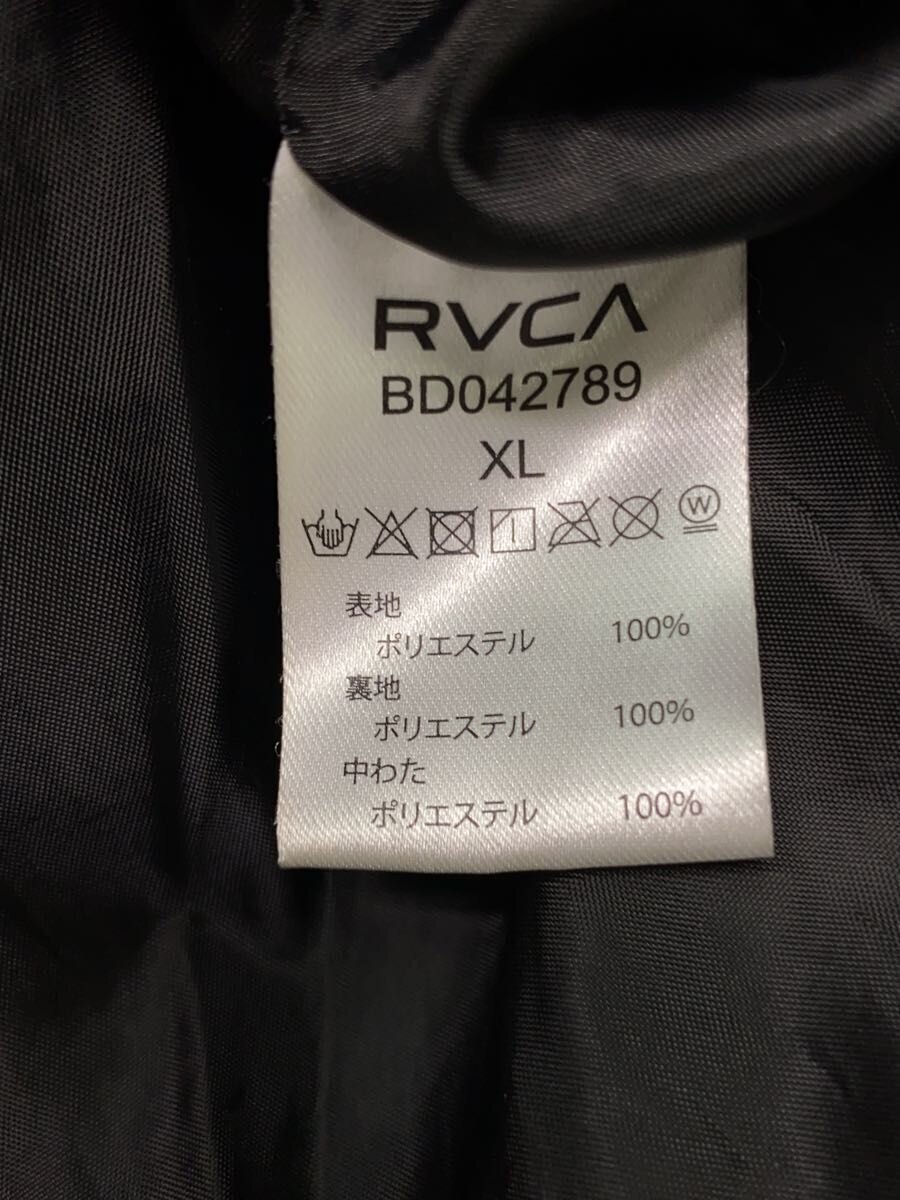 RVCA
BD042789
XL
W
表地
ポリエステル 100%
裏地
ポリエステル 100%
中わた
ポリエステル 100%